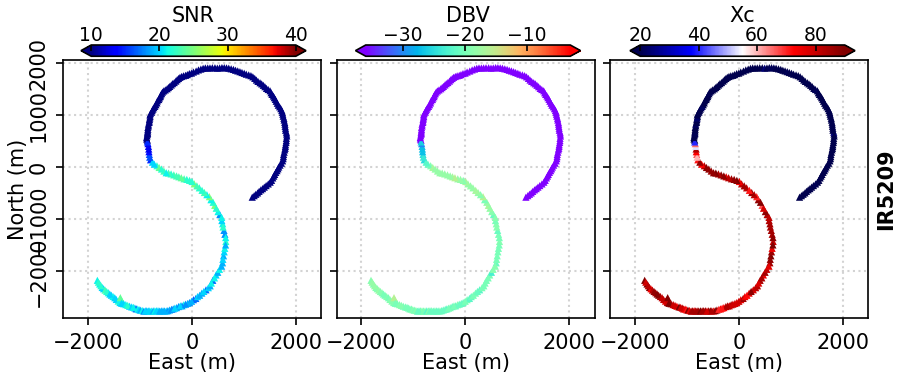 SNR DBV Xc
10 20 30 40 −30 −20 −10 20 40 60 80
North (m)
2000
1000
0
−1000
−2000
IR5209
−2000 0 2000 −2000 0 2000 −2000 0 2000
East (m) East (m) East (m)